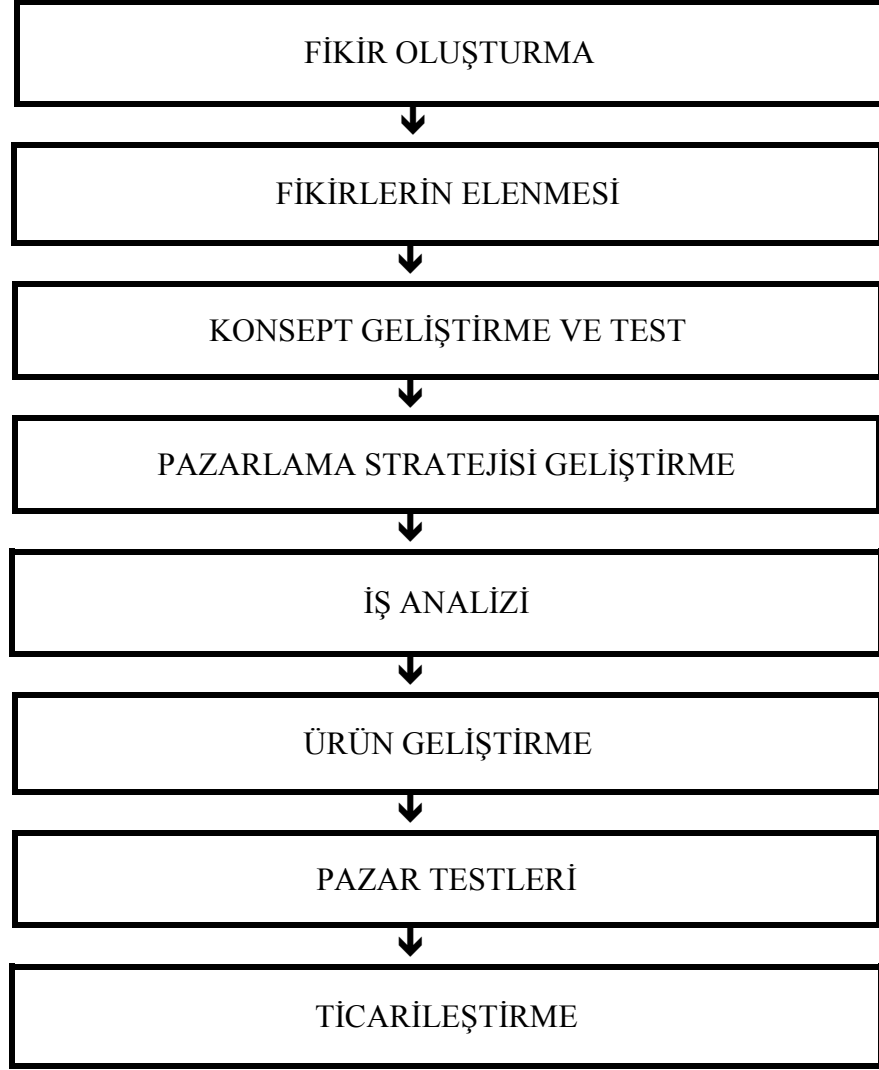 FİKİR OLUŞTURMA
FİKİRLERİN ELENMESİ
KONSEPT GELİŞTİRME VE TEST
PAZARLAMA STRATEJİSİ GELİŞTİRME
İŞ ANALİZİ
ÜRÜN GELİŞTİRME
PAZAR TESTLERİ
TİCARİLEŞTİRME